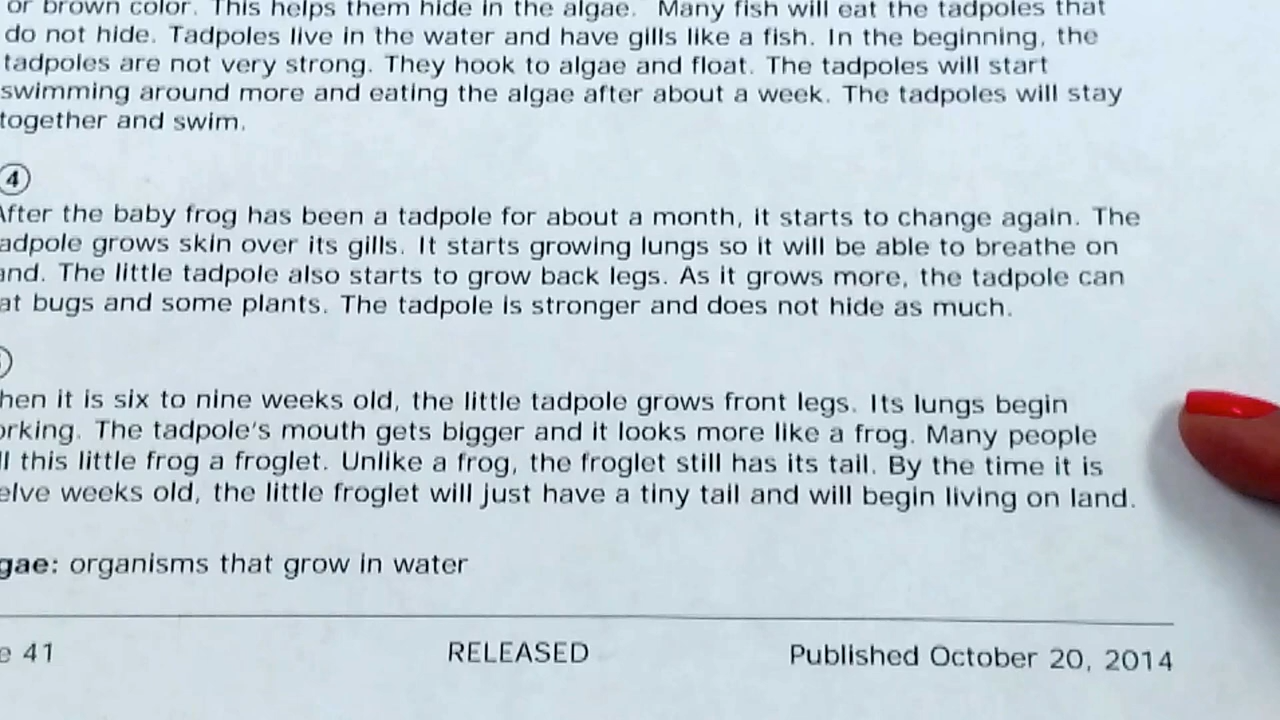 or brown color. This helps them hide in the algae. Many fish will eat the tadpoles that
do not hide. Tadpoles live in the water and have gills like a fish. In the beginning, the
tadpoles are not very strong. They hook to algae and float. The tadpoles will start
swimming around more and eating the algae after about a week. The tadpoles will stay
together and swim.
4
After the baby frog has been a tadpole for about a month, it starts to change again. The
adpole grows skin over its gills. It starts growing lungs so it will be able to breathe on
and. The little tadpole also starts to grow back legs. As it grows more, the tadpole can
at bugs and some plants. The tadpole is stronger and does not hide as much.
hen it is six to nine weeks old, the little tadpole grows front legs. Its lungs begin
orking. The tadpole's mouth gets bigger and it looks more like a frog. Many people
ll this little frog a froglet. Unlike a frog, the froglet still has its tail. By the time it is
elve weeks old, the little froglet will just have a tiny tail and will begin living on land.
gae: organisms that grow in water
e 41 RELEASED Published October 20, 2014